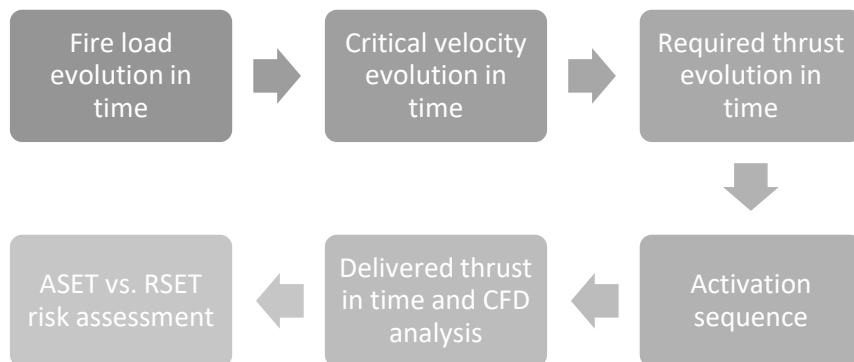 Fire load
evolution in
time
Critical velocity
evolution in
time
Required thrust
evolution in
time
Activation
sequence
Delivered thrust
in time and CFD
analysis
ASET vs. RSET
risk assessment